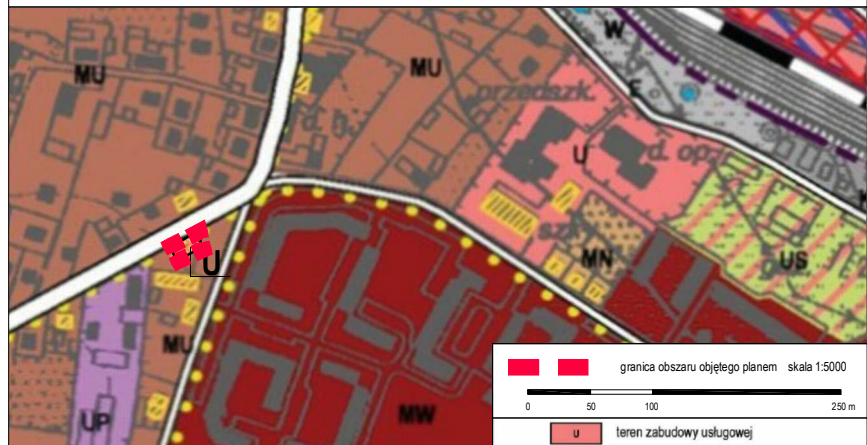 MU
MU
W
E
przedszk.
U
d. op.
d. h.
szk.
MN
US
U
MU
UP
MW
granica obszaru objętego planem skala 1:5000
0 50 100 250 m
U teren zabudowy usługowej